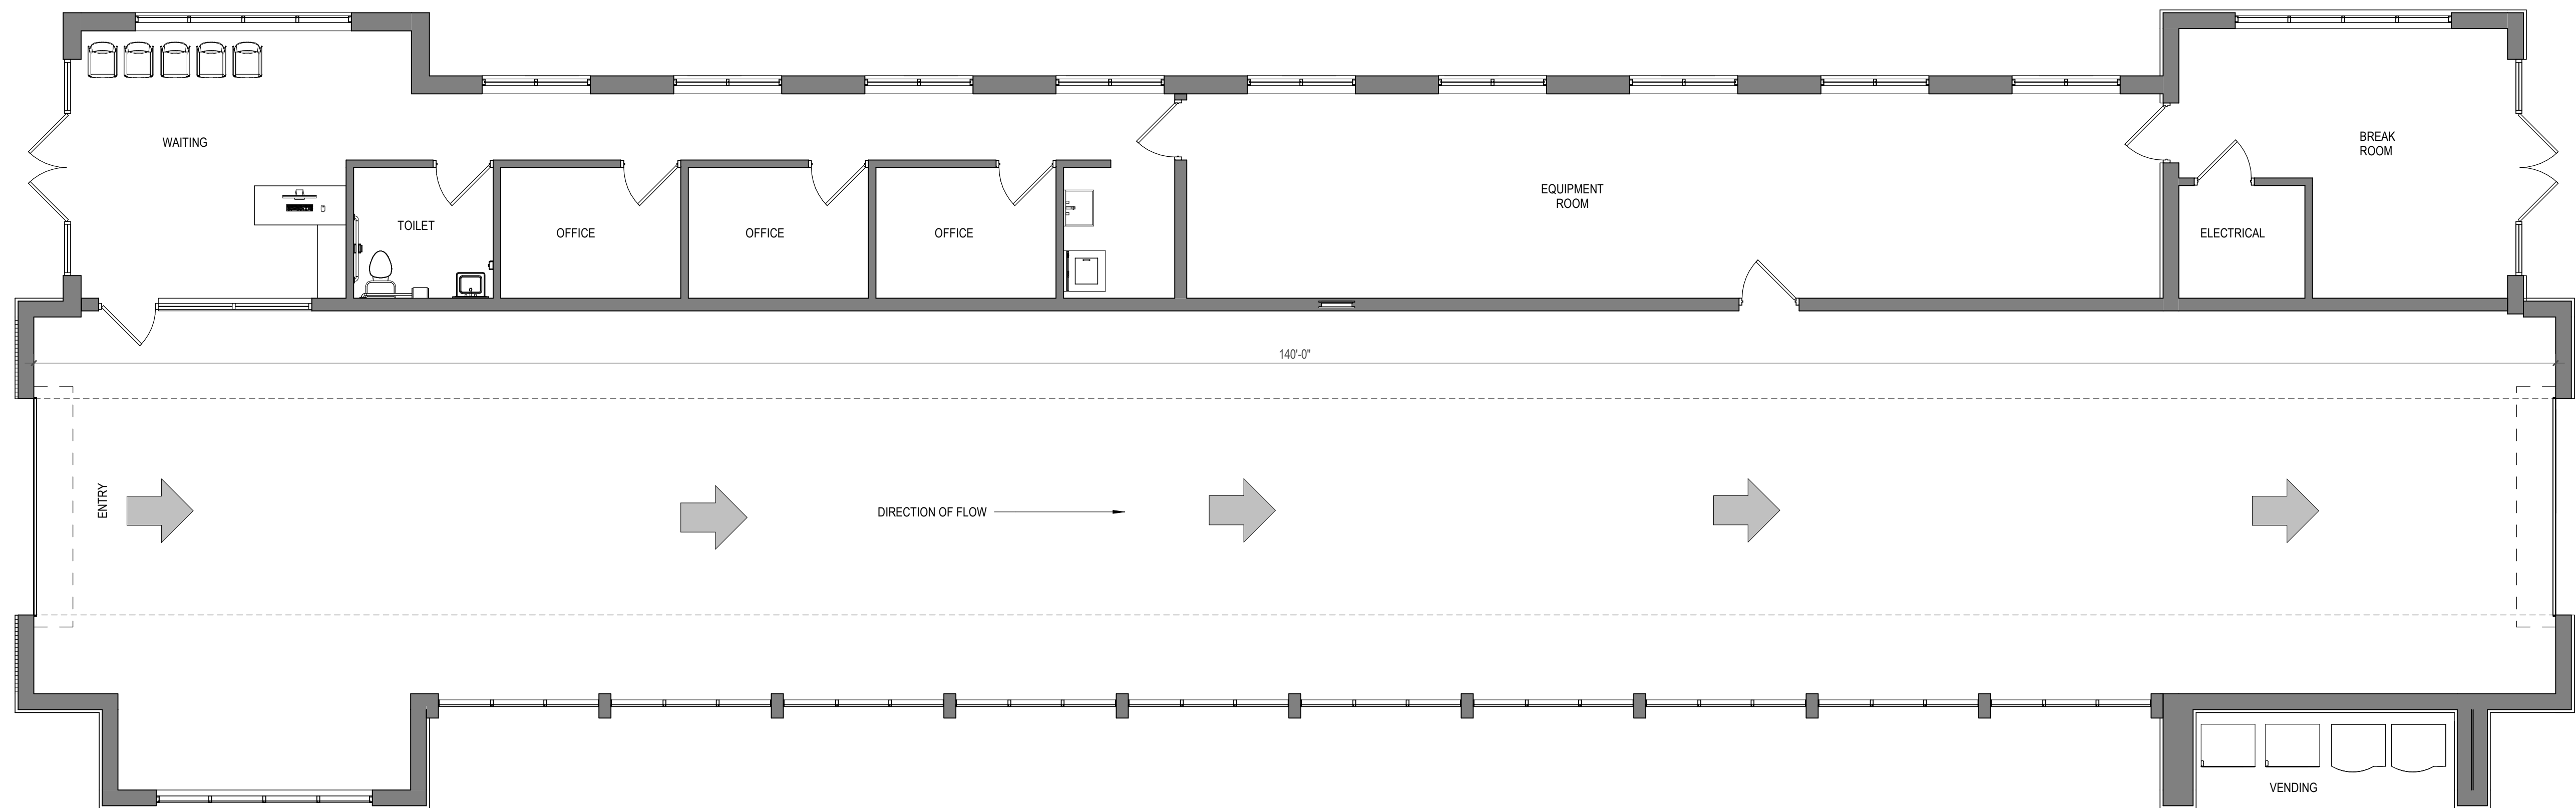 WAITING
BREAK
ROOM
EQUIPMENT
ROOM
TOILET
OFFICE
OFFICE
OFFICE
ELECTRICAL
140'-0"
ENTRY
DIRECTION OF FLOW
VENDING